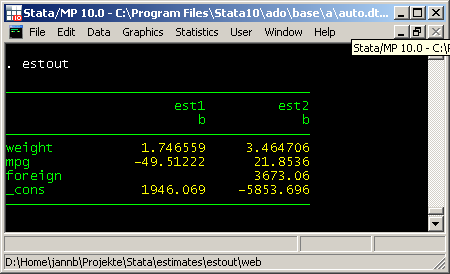 Stata/MP 10.0 - C:\Program Files\Stata10\ado\base\a\auto.dt...
File Edit Data Graphics Statistics User Window Help
Stata/MP 10.0 - C:\
. estout
est1 est2
b b
weight 1.746559 3.464706
mpg -49.51222 21.8536
foreign 3673.06
_cons 1946.069 -5853.696
D:\Home\jannb\Projekte\Stata\estimates\estout\web